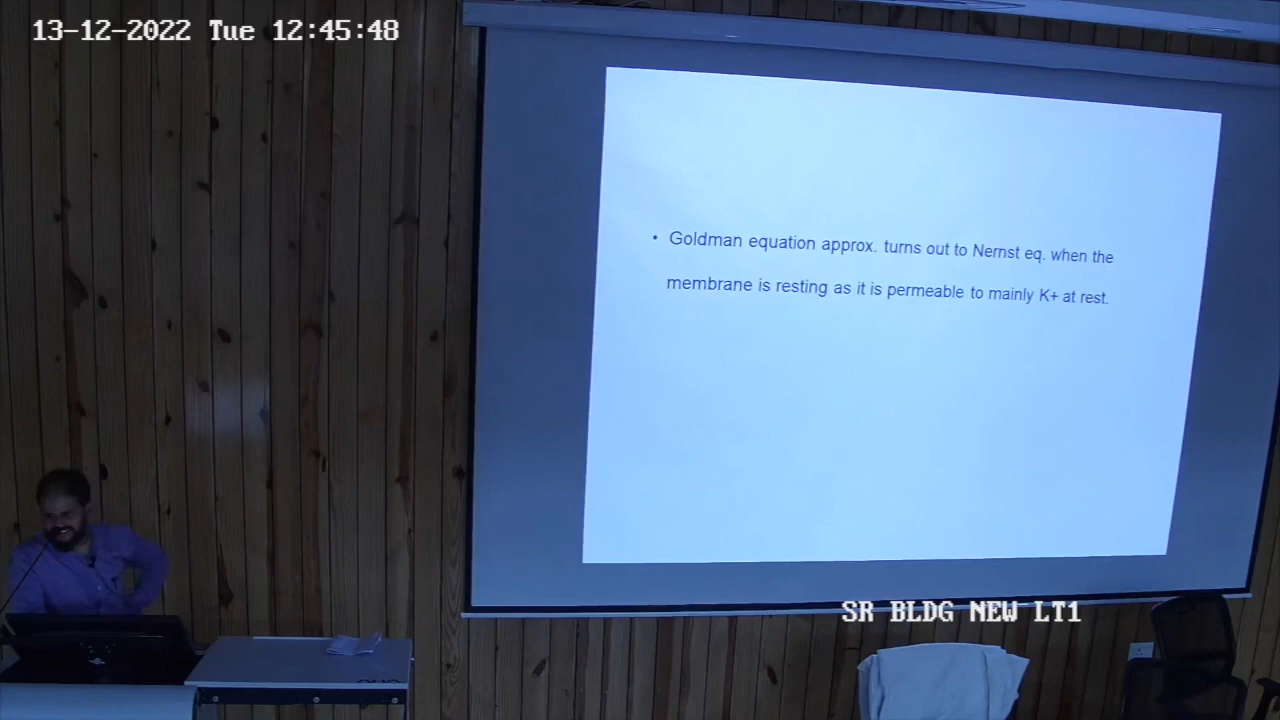 13-12-2022 Tue 12:45:48
• Goldman equation approx. turns out to Nernst eq. when the
membrane is resting as it is permeable to mainly K+ at rest.
SR BLDG NEW LT1